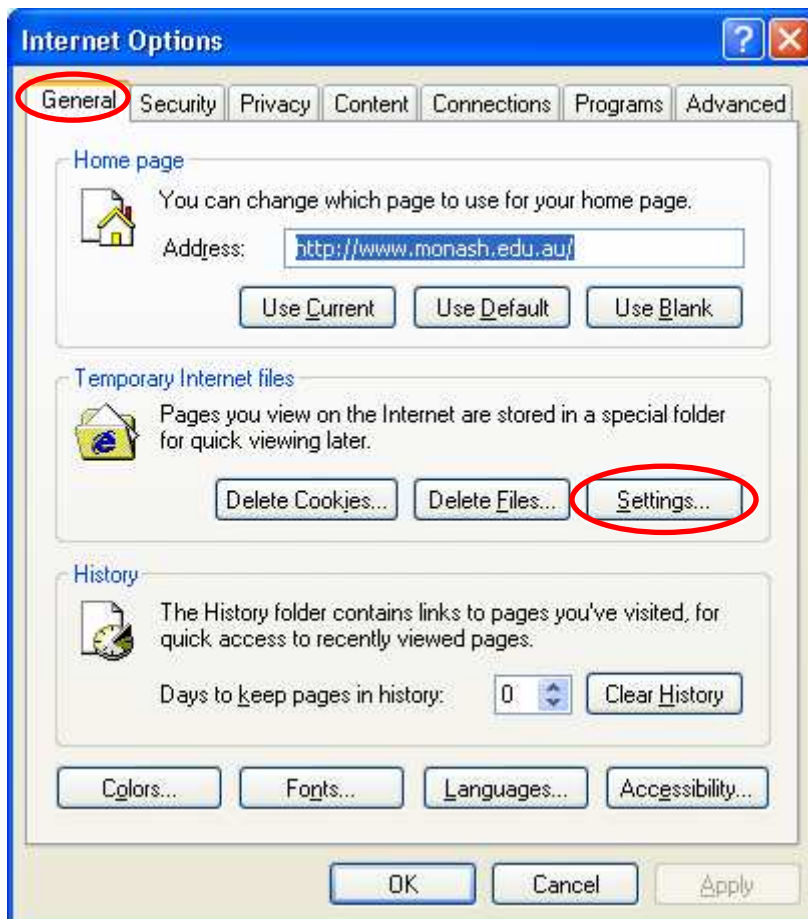 Internet Options
General Security Privacy Content Connections Programs Advanced
Home page
You can change which page to use for your home page.
Address: http://www.monash.edu.au/
Use Current Use Default Use Blank
Temporary Internet files
Pages you view on the Internet are stored in a special folder
for quick viewing later.
Delete Cookies... Delete Files... Settings...
History
The History folder contains links to pages you've visited, for
quick access to recently viewed pages.
Days to keep pages in history: 0 Clear History
Colors... Fonts... Languages... Accessibility...
OK Cancel Apply